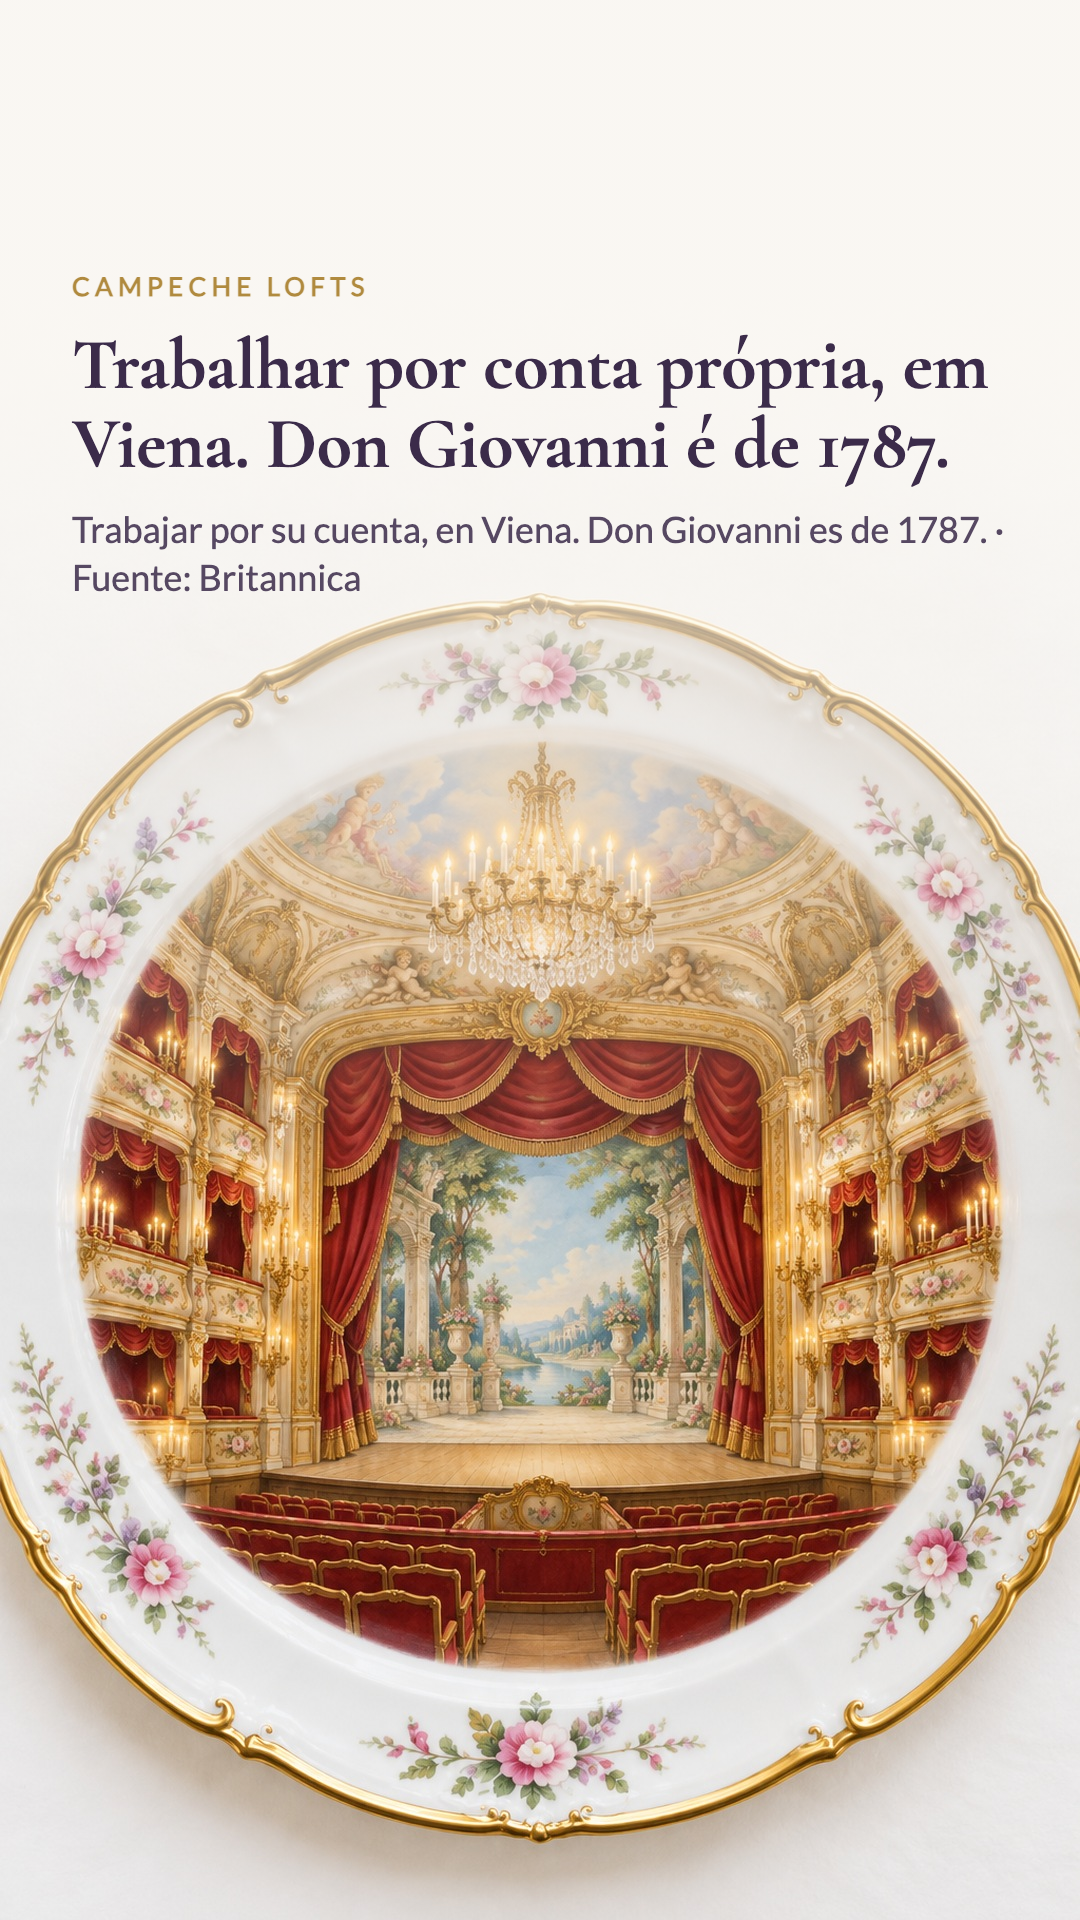 CAMPECHE LOFTS
Trabalhar por conta própria, em
Viena. Don Giovanni é de 1787.
Trabajar por su cuenta, en Viena. Don Giovanni es de 1787. ·
Fuente: Britannica